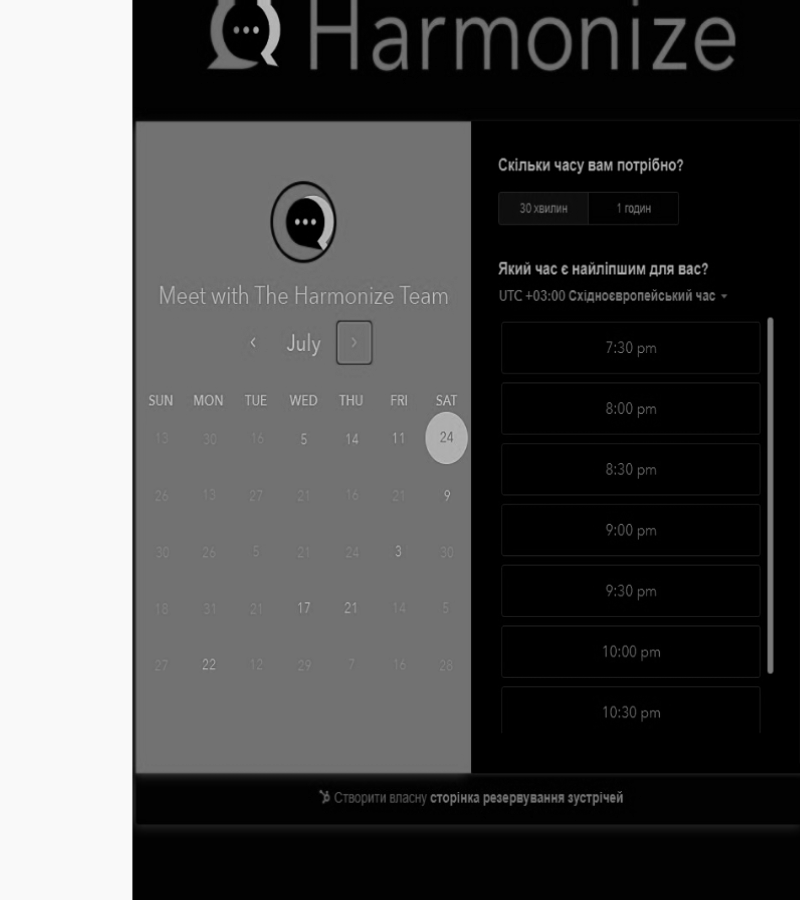 Harmonize
Meet with The Harmonize Team
July
SUN MON TUE WED THU FRI SAT
13 30 16 5 14 11 24
26 13 27 21 16 21 9
30 26 5 21 24 3 30
18 31 21 17 21 14 5
27 22 12 29 7 16 28
Скільки часу вам потрібно?
30 хвилин 1 годин
Який час є найліпшим для вас?
UTC +03:00 Східноєвропейський час
7:30 pm
8:00 pm
8:30 pm
9:00 pm
9:30 pm
10:00 pm
10:30 pm
Створити власну сторінка резервування зустрічей